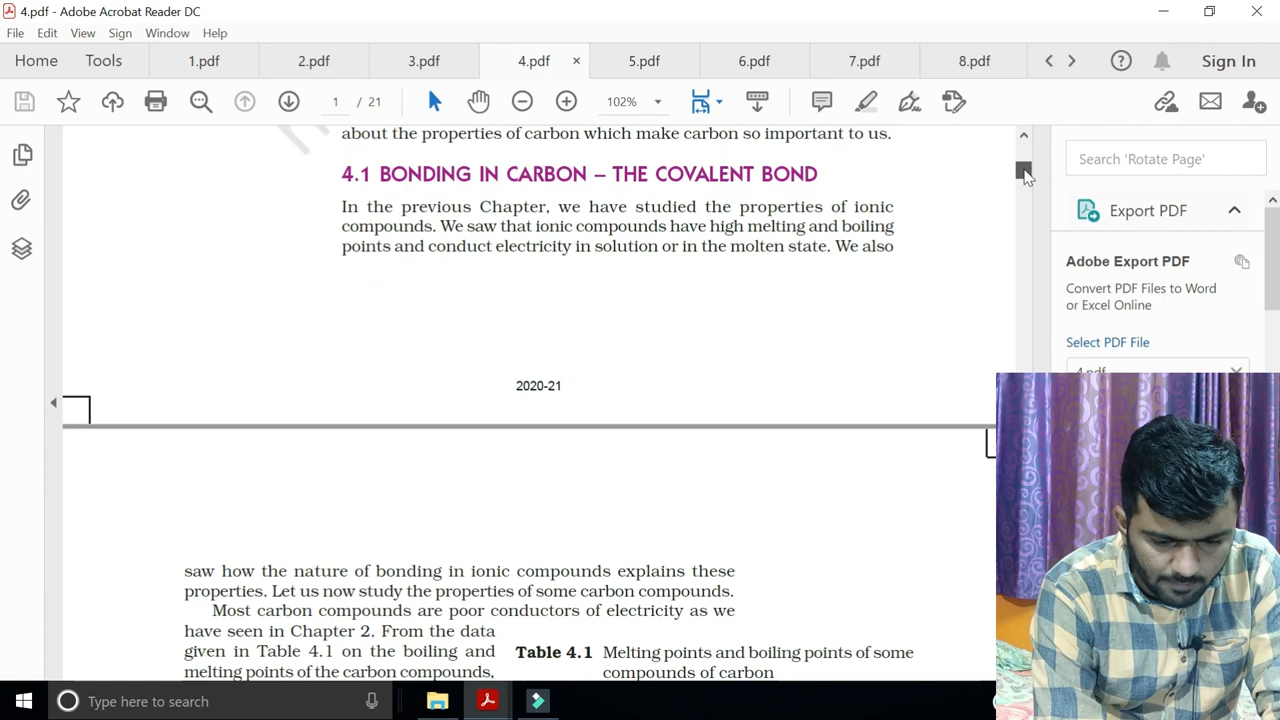 4.pdf - Adobe Acrobat Reader DC
File Edit View Sign Window Help
Home Tools 1.pdf 2.pdf 3.pdf 4.pdf 5.pdf 6.pdf 7.pdf 8.pdf Sign In
1 / 21 102%
about the properties of carbon which make carbon so important to us.
4.1 BONDING IN CARBON – THE COVALENT BOND
In the previous Chapter, we have studied the properties of ionic
compounds. We saw that ionic compounds have high melting and boiling
points and conduct electricity in solution or in the molten state. We also
2020-21
saw how the nature of bonding in ionic compounds explains these
properties. Let us now study the properties of some carbon compounds.
Most carbon compounds are poor conductors of electricity as we
have seen in Chapter 2. From the data
given in Table 4.1 on the boiling and
melting points of the carbon compounds,
Table 4.1 Melting points and boiling points of some
compounds of carbon
Search 'Rotate Page'
Export PDF
Adobe Export PDF
Convert PDF Files to Word
or Excel Online
Select PDF File
4.pdf
Type here to search